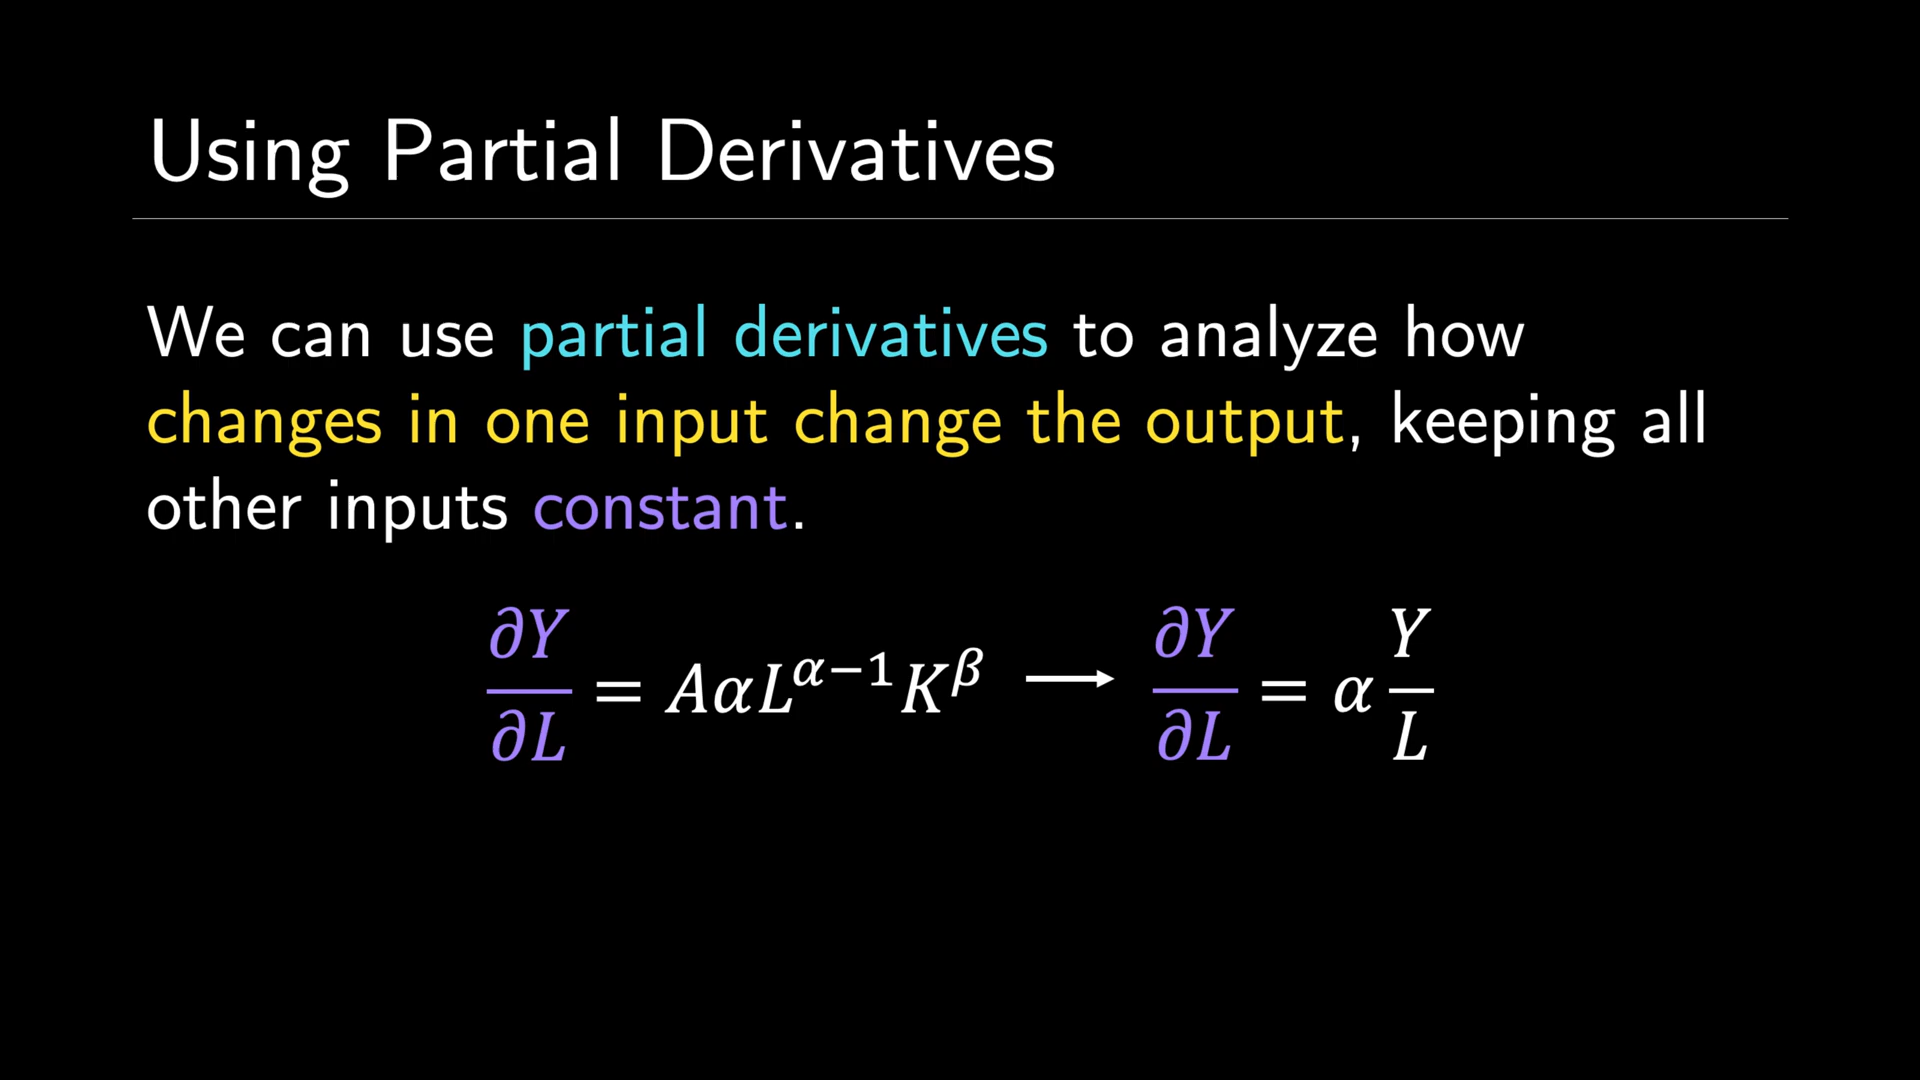 Using Partial Derivatives
We can use partial derivatives to analyze how
changes in one input change the output, keeping all
other inputs constant.
∂Y/∂L = AαL^{α−1}K^β ⟶ ∂Y/∂L = α Y/L